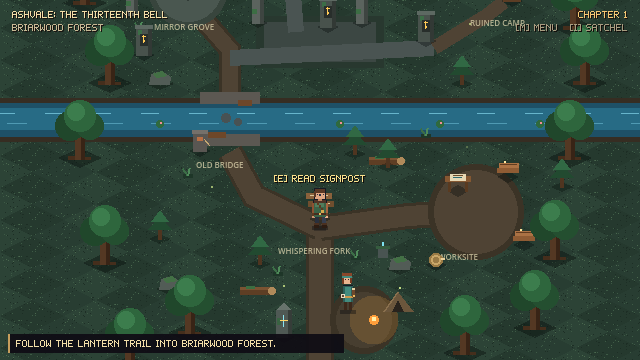 ASHVALE: THE THIRTEENTH BELL
BRIARWOOD FOREST
CHAPTER 1
[M] MENU [I] SATCHEL
MIRROR GROVE
RUINED CAMP
OLD BRIDGE
[E] READ SIGNPOST
WHISPERING FORK
WORKSITE
FOLLOW THE LANTERN TRAIL INTO BRIARWOOD FOREST.